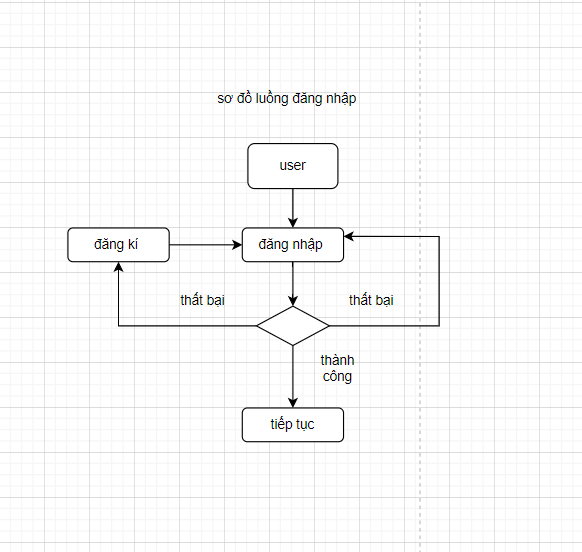 sơ đồ luồng đăng nhập
user
đăng kí
đăng nhập
thất bại
thất bại
thành
công
tiếp tục